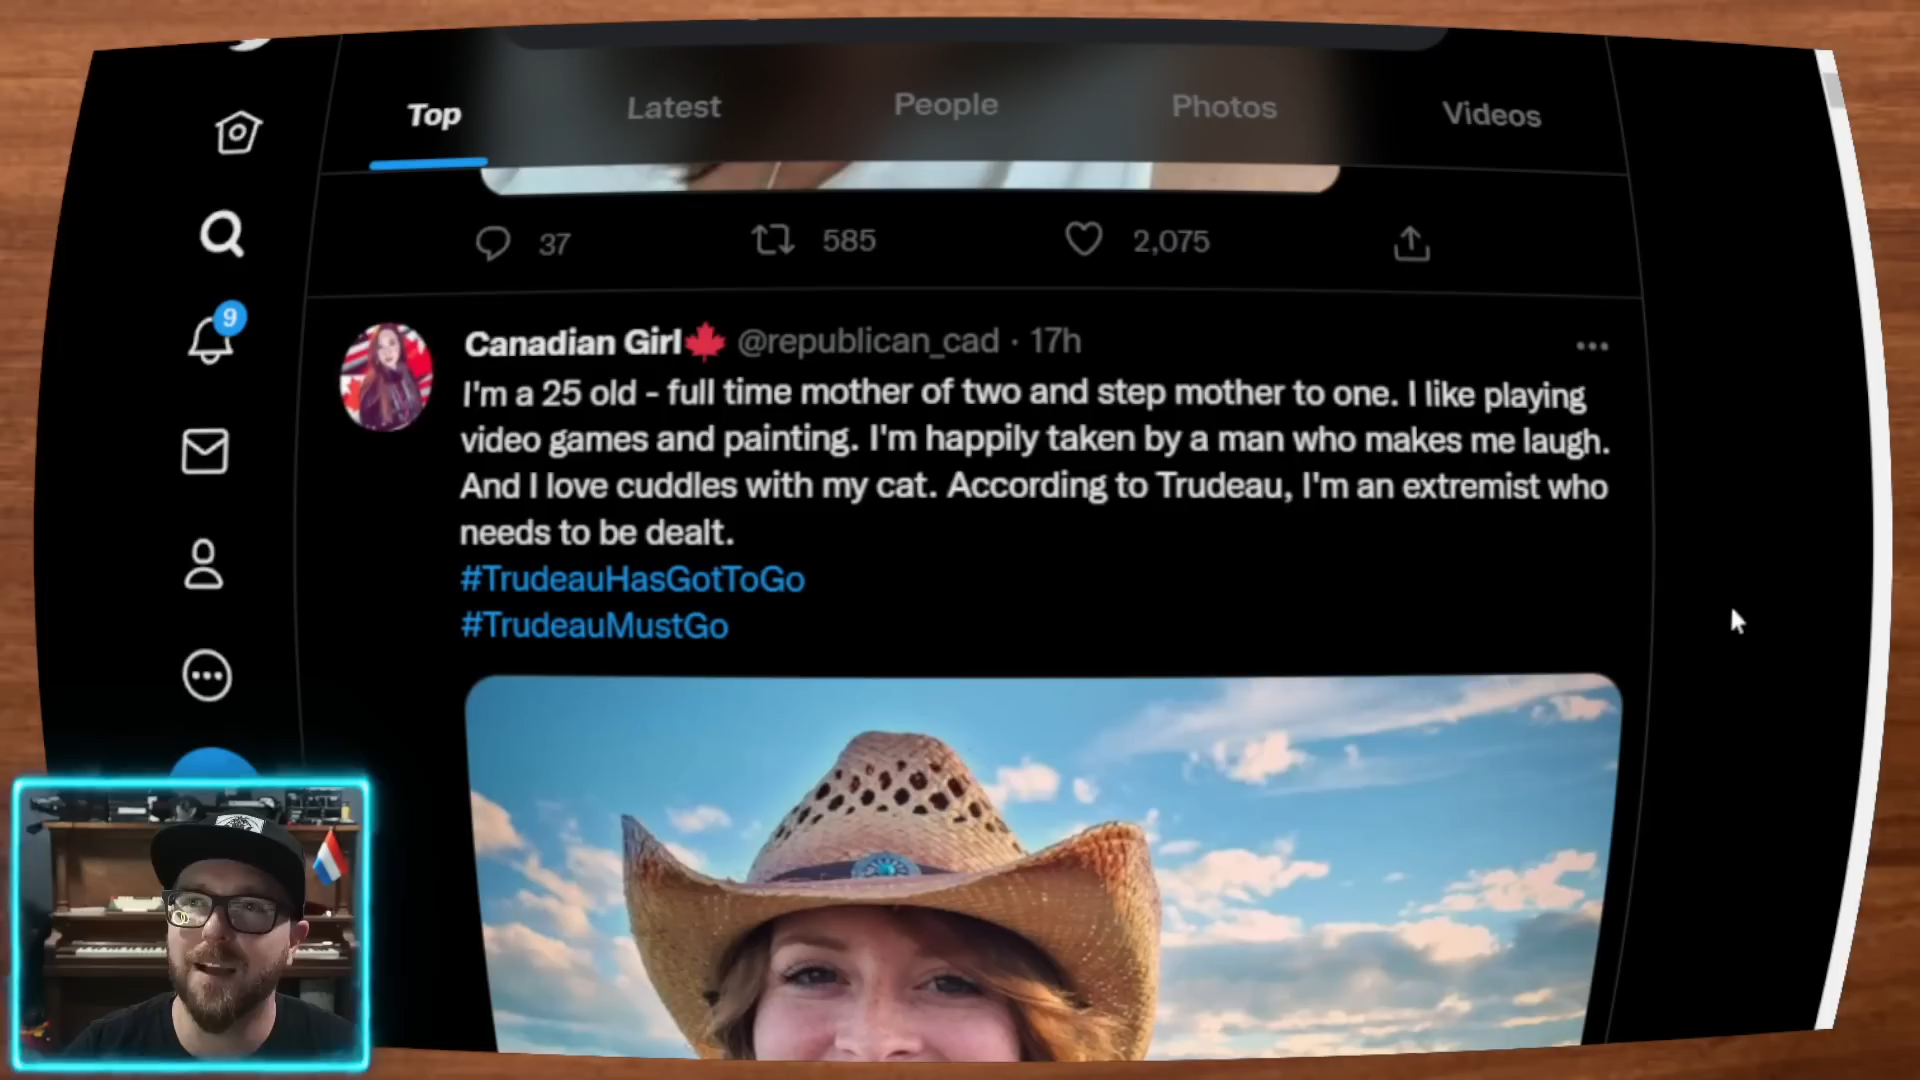 Top Latest People Photos Videos
37 585 2,075
9
Canadian Girl🍁 @republican_cad · 17h
I'm a 25 old - full time mother of two and step mother to one. I like playing
video games and painting. I'm happily taken by a man who makes me laugh.
And I love cuddles with my cat. According to Trudeau, I'm an extremist who
needs to be dealt.
#TrudeauHasGotToGo
#TrudeauMustGo